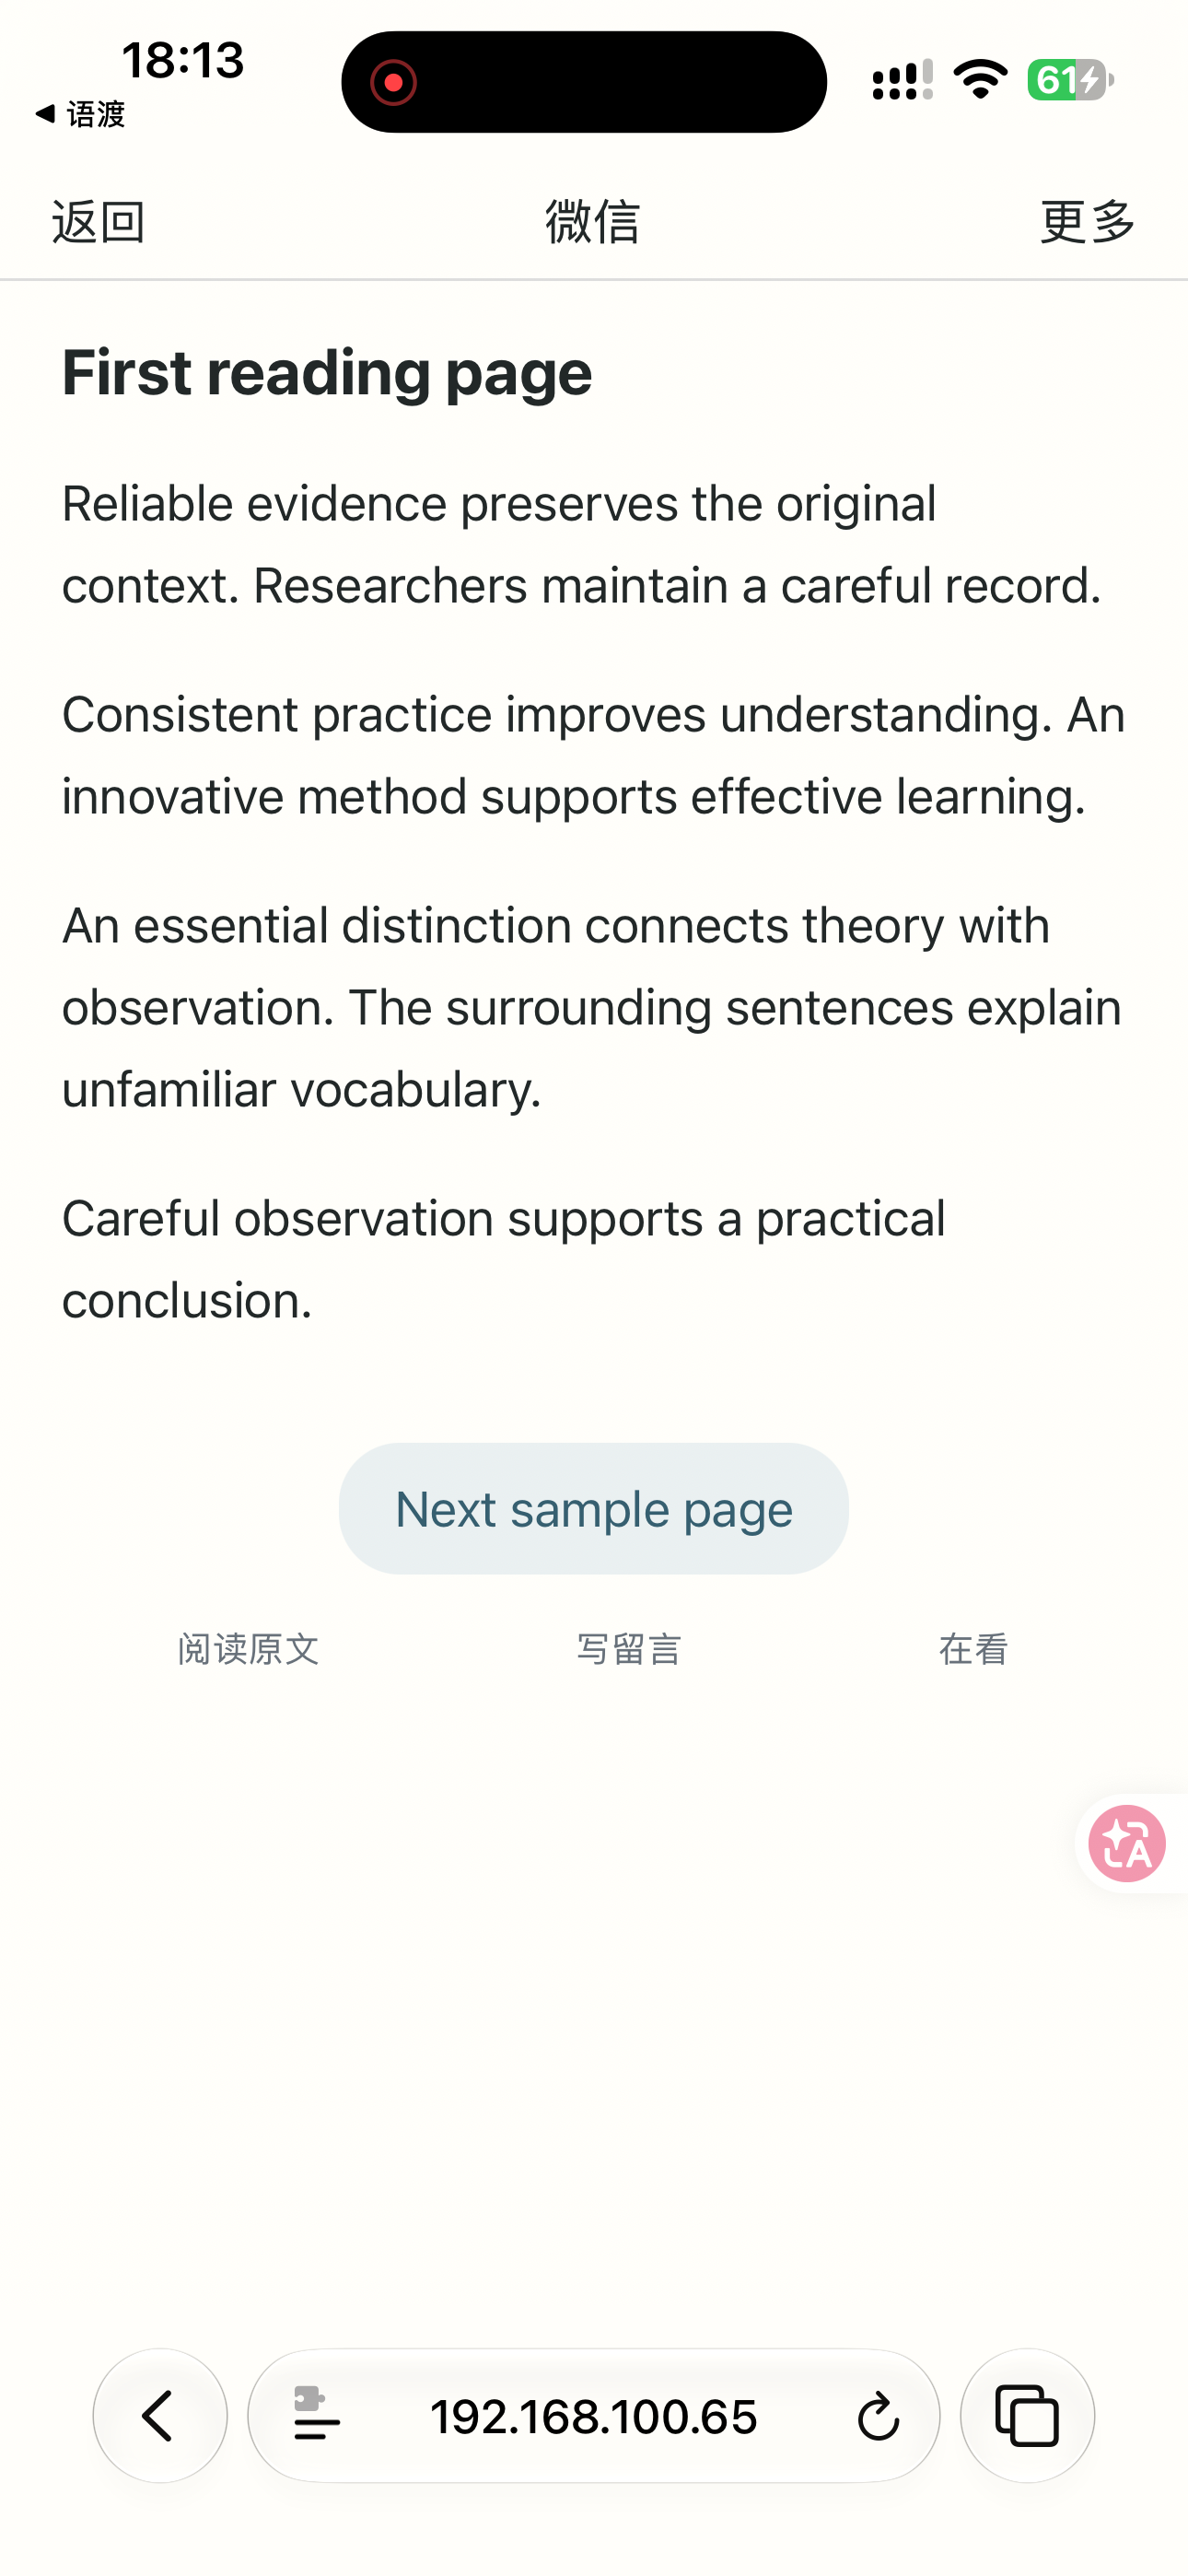 18:13
61
◀ 语渡
返回 微信 更多
First reading page
Reliable evidence preserves the original
context. Researchers maintain a careful record.
Consistent practice improves understanding. An
innovative method supports effective learning.
An essential distinction connects theory with
observation. The surrounding sentences explain
unfamiliar vocabulary.
Careful observation supports a practical
conclusion.
Next sample page
阅读原文 写留言 在看
A
192.168.100.65